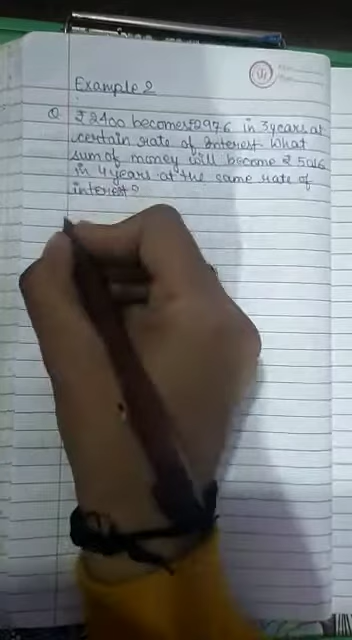 Example 2
Q ₹ 2400 becomes ₹ 2976 in 3 years at
certain rate of Interest. What
sum of money will become ₹ 5016
in 4 years at the same rate of
interest?